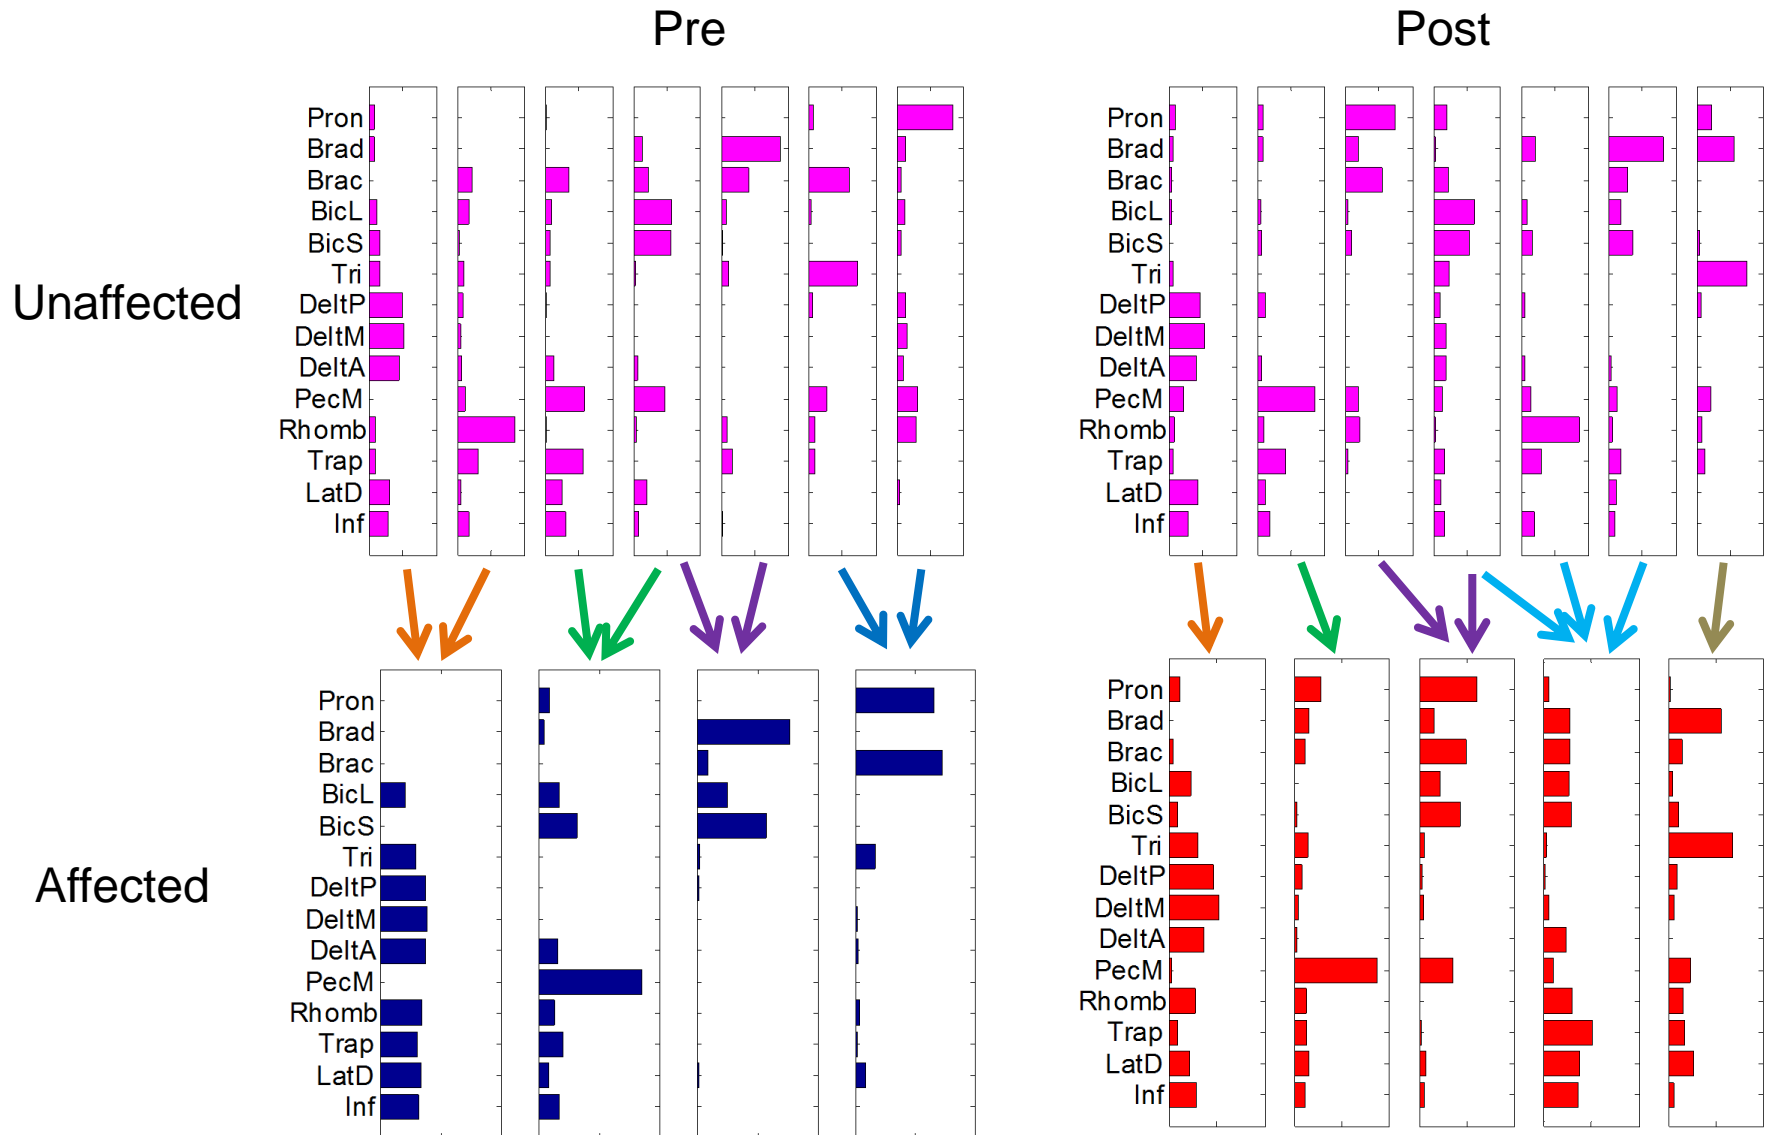 Pre
Post
Unaffected
Pron
Brad
Brac
BicL
BicS
Tri
DeltP
DeltM
DeltA
PecM
Rhomb
Trap
LatD
Inf
Pron
Brad
Brac
BicL
BicS
Tri
DeltP
DeltM
DeltA
PecM
Rhomb
Trap
LatD
Inf
Affected
Pron
Brad
Brac
BicL
BicS
Tri
DeltP
DeltM
DeltA
PecM
Rhomb
Trap
LatD
Inf
Pron
Brad
Brac
BicL
BicS
Tri
DeltP
DeltM
DeltA
PecM
Rhomb
Trap
LatD
Inf